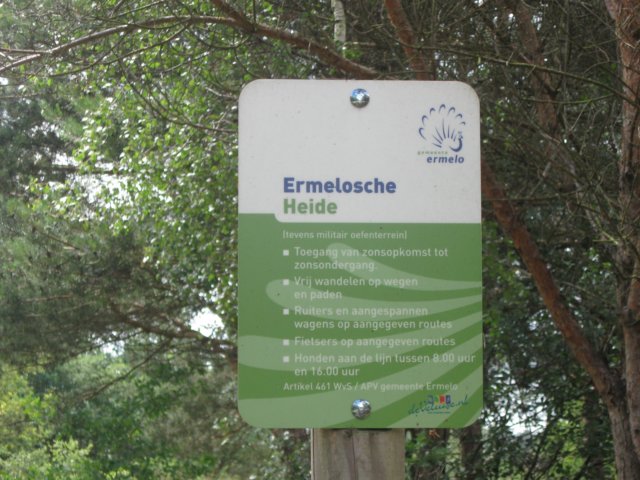 gemeente
ermelo
Ermelosche
Heide
(tevens militair oefenterrein)
Toegang van zonsopkomst tot
zonsondergang.
Vrij wandelen op wegen
en paden
Ruiters en aangespannen
wagens op aangegeven routes
Fietsers op aangegeven routes
Honden aan de lijn tussen 8.00 uur
en 16.00 uur
Artikel 461 WvS / APV gemeente Ermelo
deVeluwe.nl